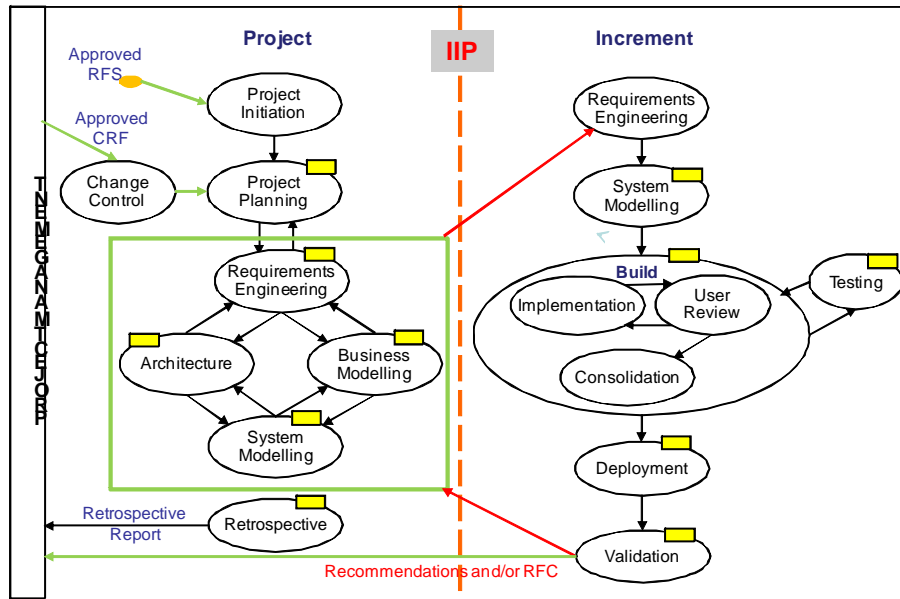 Project
IIP
Increment
Approved
RFS
Project
Initiation
Requirements
Engineering
Approved
CRF
Change
Control
Project
Planning
System
Modelling
TNEMEGANAMTCEJORP
Requirements
Engineering
Build
Implementation
User
Review
Testing
Architecture
Business
Modelling
Consolidation
System
Modelling
Deployment
Retrospective
Report
Retrospective
Validation
Recommendations and/or RFC